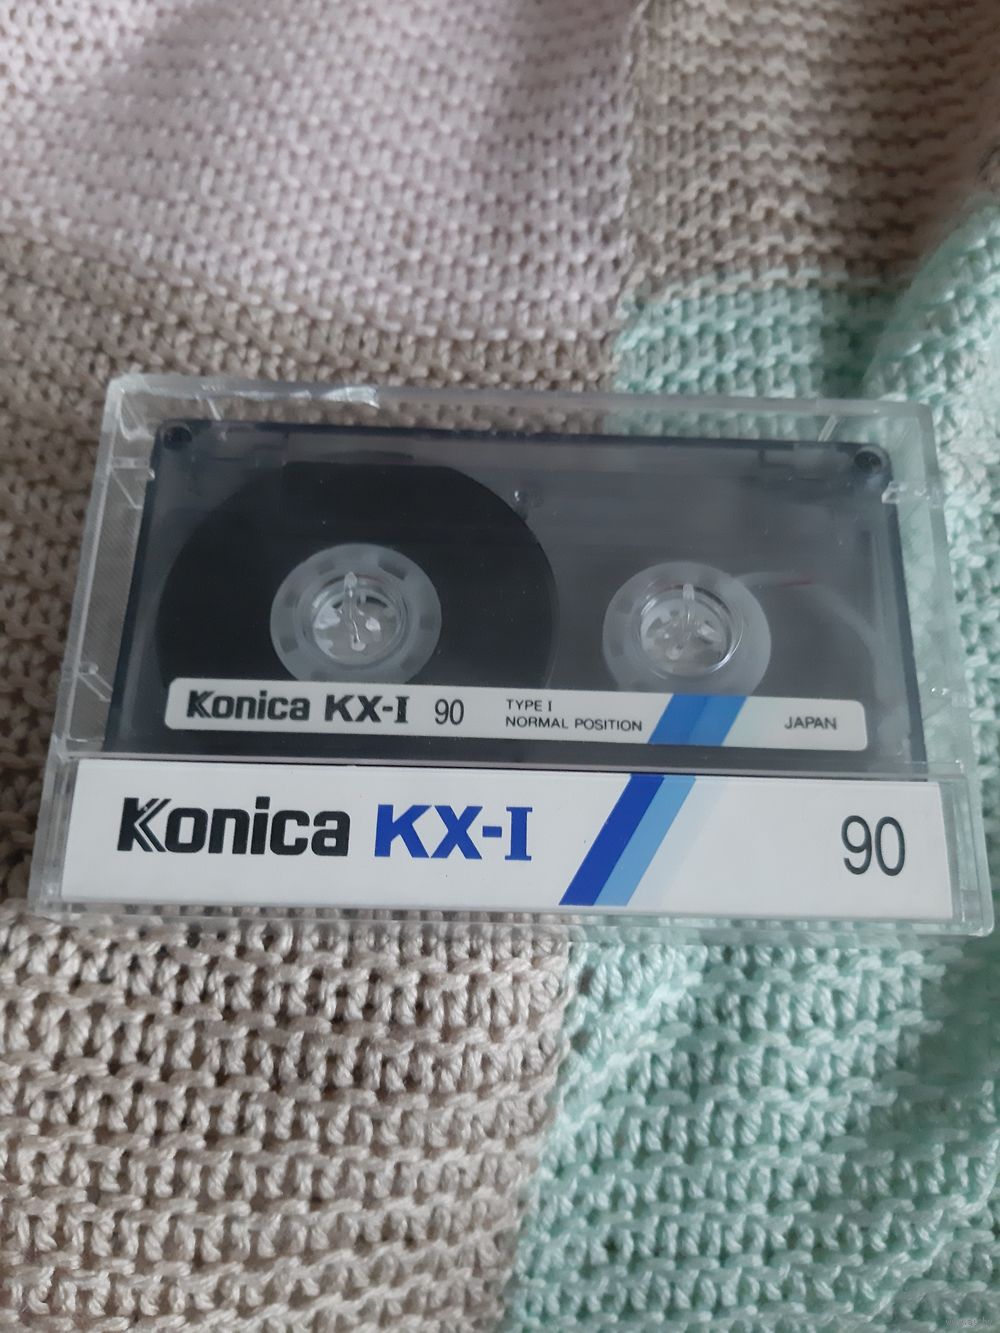 Konica KX-I 90
TYPE I
NORMAL POSITION
JAPAN
Konica KX-I
90